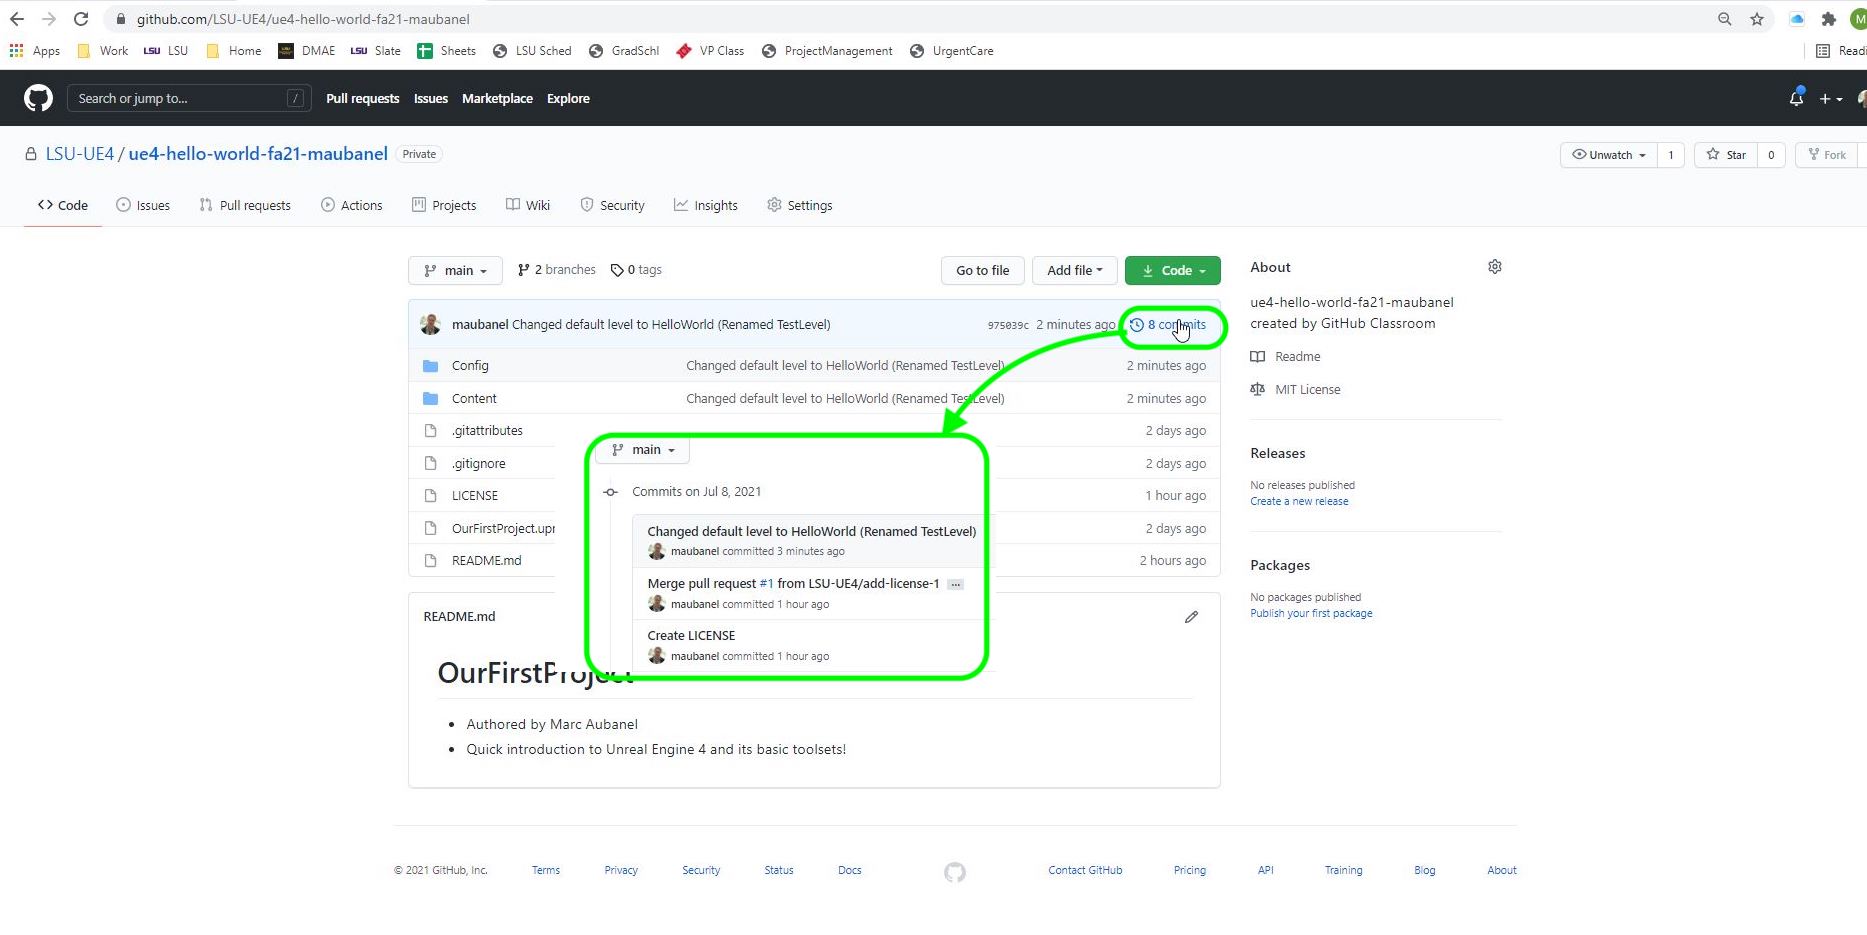 github.com/LSU-UE4/ue4-hello-world-fa21-maubanel
M
Apps Work LSU LSU Home DMAE LSU Slate Sheets LSU Sched GradSchl VP Class ProjectManagement UrgentCare Readi
Search or jump to... / Pull requests Issues Marketplace Explore
LSU-UE4 / ue4-hello-world-fa21-maubanel Private Unwatch 1 Star 0 Fork
Code Issues Pull requests Actions Projects Wiki Security Insights Settings
main 2 branches 0 tags Go to file Add file Code
maubanel Changed default level to HelloWorld (Renamed TestLevel) 975039c 2 minutes ago 8 commits
Config Changed default level to HelloWorld (Renamed TestLevel) 2 minutes ago
Content Changed default level to HelloWorld (Renamed TestLevel) 2 minutes ago
.gitattributes 2 days ago
.gitignore 2 days ago
LICENSE 1 hour ago
OurFirstProject.upr 2 days ago
README.md 2 hours ago
main
Commits on Jul 8, 2021
Changed default level to HelloWorld (Renamed TestLevel)
maubanel committed 3 minutes ago
Merge pull request #1 from LSU-UE4/add-license-1 ...
maubanel committed 1 hour ago
Create LICENSE
maubanel committed 1 hour ago
README.md
OurFirstProject
Authored by Marc Aubanel
Quick introduction to Unreal Engine 4 and its basic toolsets!
About
ue4-hello-world-fa21-maubanel
created by GitHub Classroom
Readme
MIT License
Releases
No releases published
Create a new release
Packages
No packages published
Publish your first package
© 2021 GitHub, Inc. Terms Privacy Security Status Docs Contact GitHub Pricing API Training Blog About